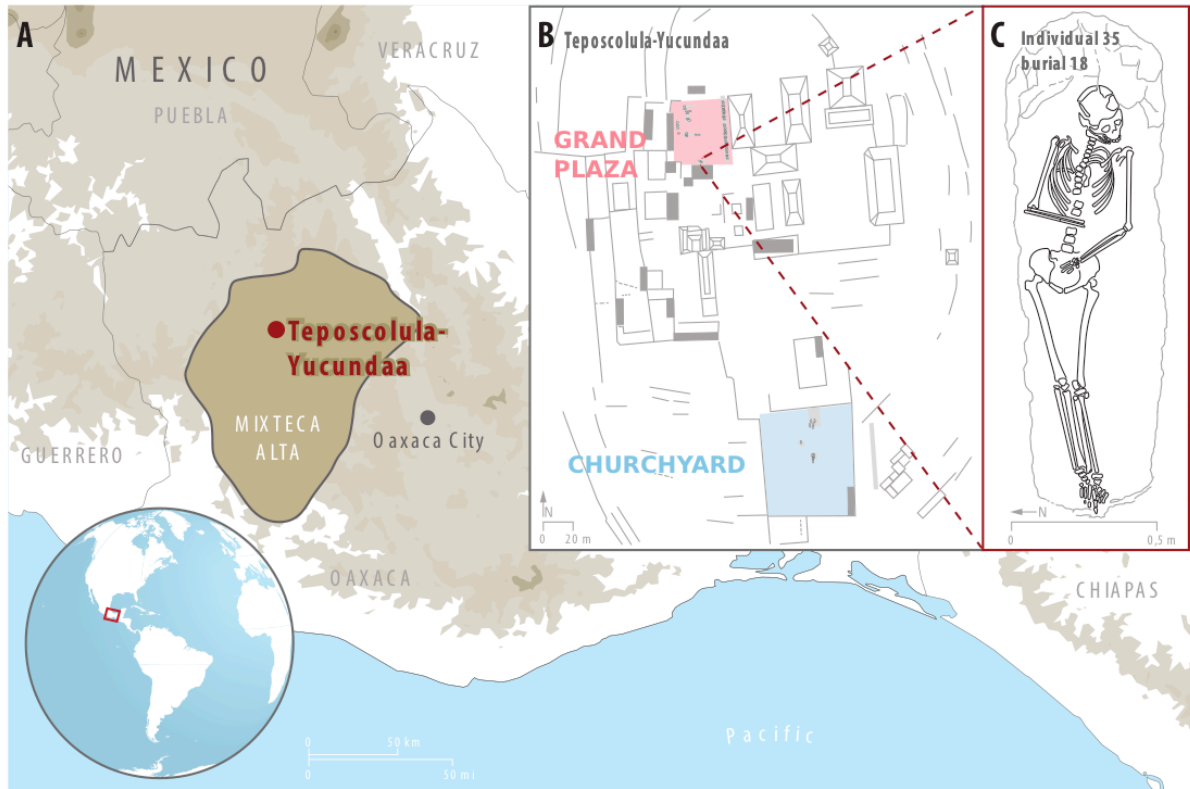 A
MEXICO
PUEBLA
VERACRUZ
Teposcolula-
Yucundaa
MIXTECA
ALTA
Oaxaca City
GUERRERO
OAXACA
CHIAPAS
Pacific
0 50 km
0 50 mi
B Teposcolula-Yucundaa
GRAND
PLAZA
CHURCHYARD
N
0 20 m
C Individual 35
burial 18
N
0 0,5 m